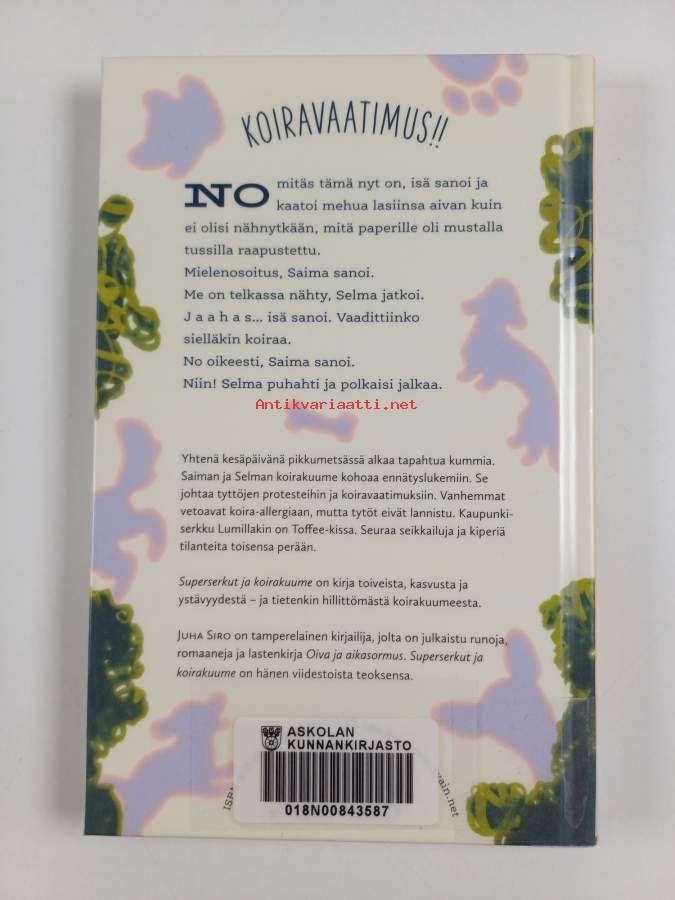 KOIRAVAATIMUS!!
NO mitäs tämä nyt on, isä sanoi ja
kaatoi mehua lasiinsa aivan kuin
ei olisi nähnytkään, mitä paperille oli mustalla
tussilla raapustettu.
Mielenosoitus, Saima sanoi.
Me on telkassa nähty, Selma jatkoi.
J a a h a s... isä sanoi. Vaadittiinko
sielläkin koiraa.
No oikeesti, Saima sanoi.
Niin! Selma puhahti ja polkaisi jalkaa.
Antikvariaatti.net
Yhtenä kesäpäivänä pikkumetsässä alkaa tapahtua kummia.
Saiman ja Selman koirakuume kohoaa ennätyslukemiin. Se
johtaa tyttöjen protesteihin ja koiravaatimuksiin. Vanhemmat
vetoavat koira-allergiaan, mutta tytöt eivät lannistu. Kaupunki-
serkku Lumillakin on Toffee-kissa. Seuraa seikkailuja ja kiperiä
tilanteita toisensa perään.
Superserkut ja koirakuume on kirja toiveista, kasvusta ja
ystävyydestä – ja tietenkin hillittömästä koirakuumeesta.
JUHA SIRO on tamperelainen kirjailija, jolta on julkaistu runoja,
romaaneja ja lastenkirja Oiva ja aikasormus. Superserkut ja
koirakuume on hänen viidestoista teoksensa.
ASKOLAN
KUNNANKIRJASTO
018N00843587
ISBN
vain.net